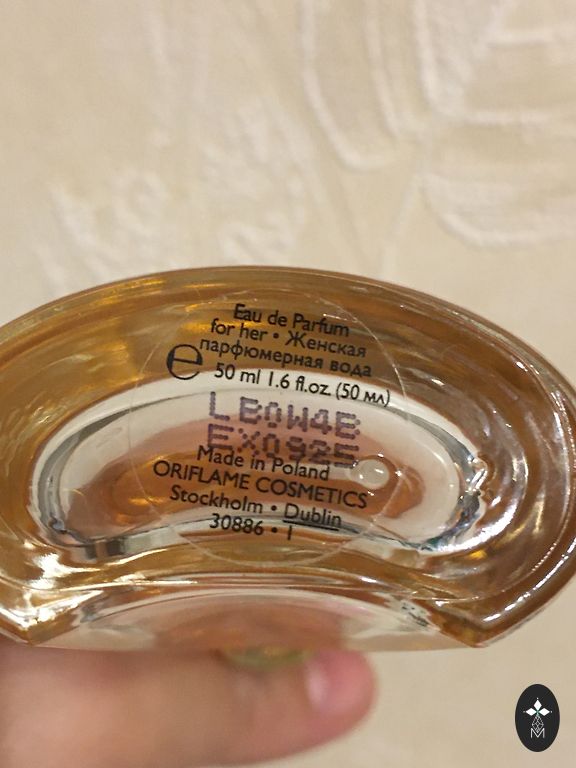 Eau de Parfum
for her • Женская
парфюмерная вода
e 50 ml 1.6 fl.oz. (50 мл)
EX0925
Made in Poland
ORIFLAME COSMETICS
Stockholm • Dublin
30886 • 1
M